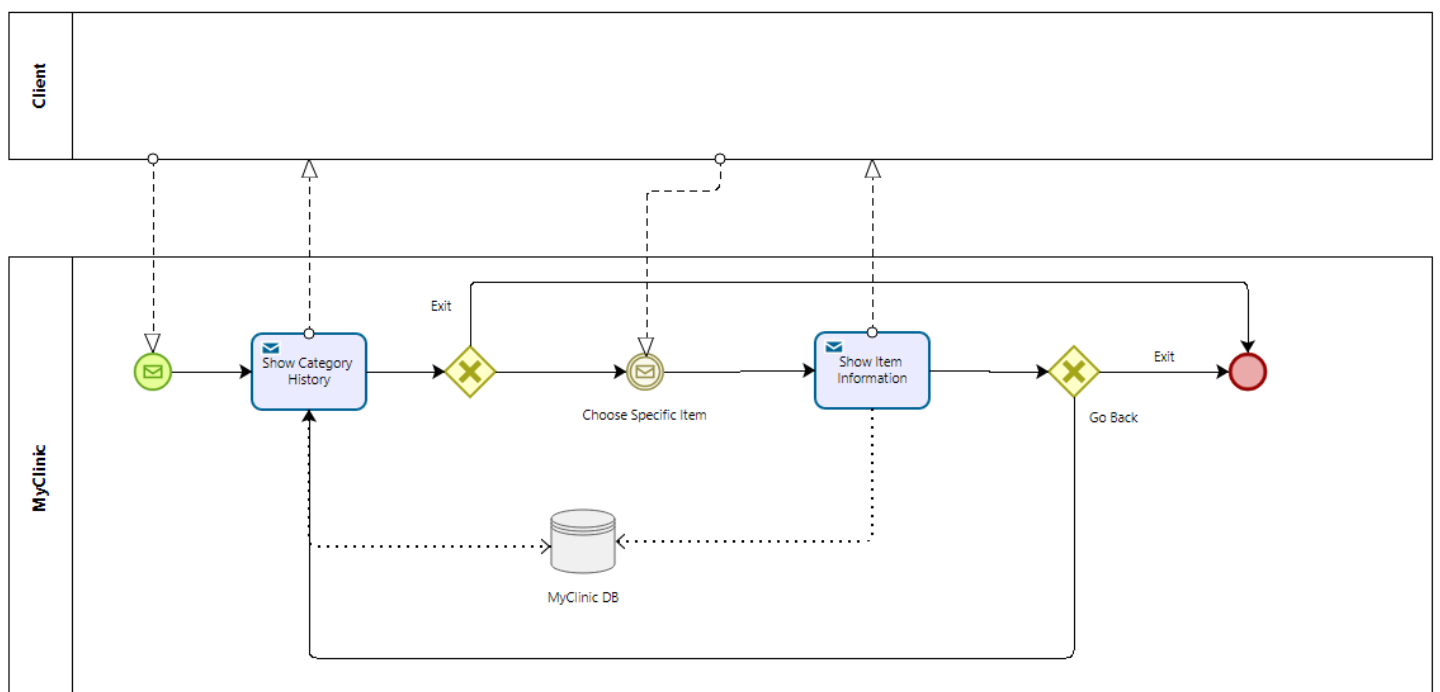 Client
Exit
Show Category
History
Show Item
Information
Exit
Choose Specific Item
Go Back
MyClinic
MyClinic DB